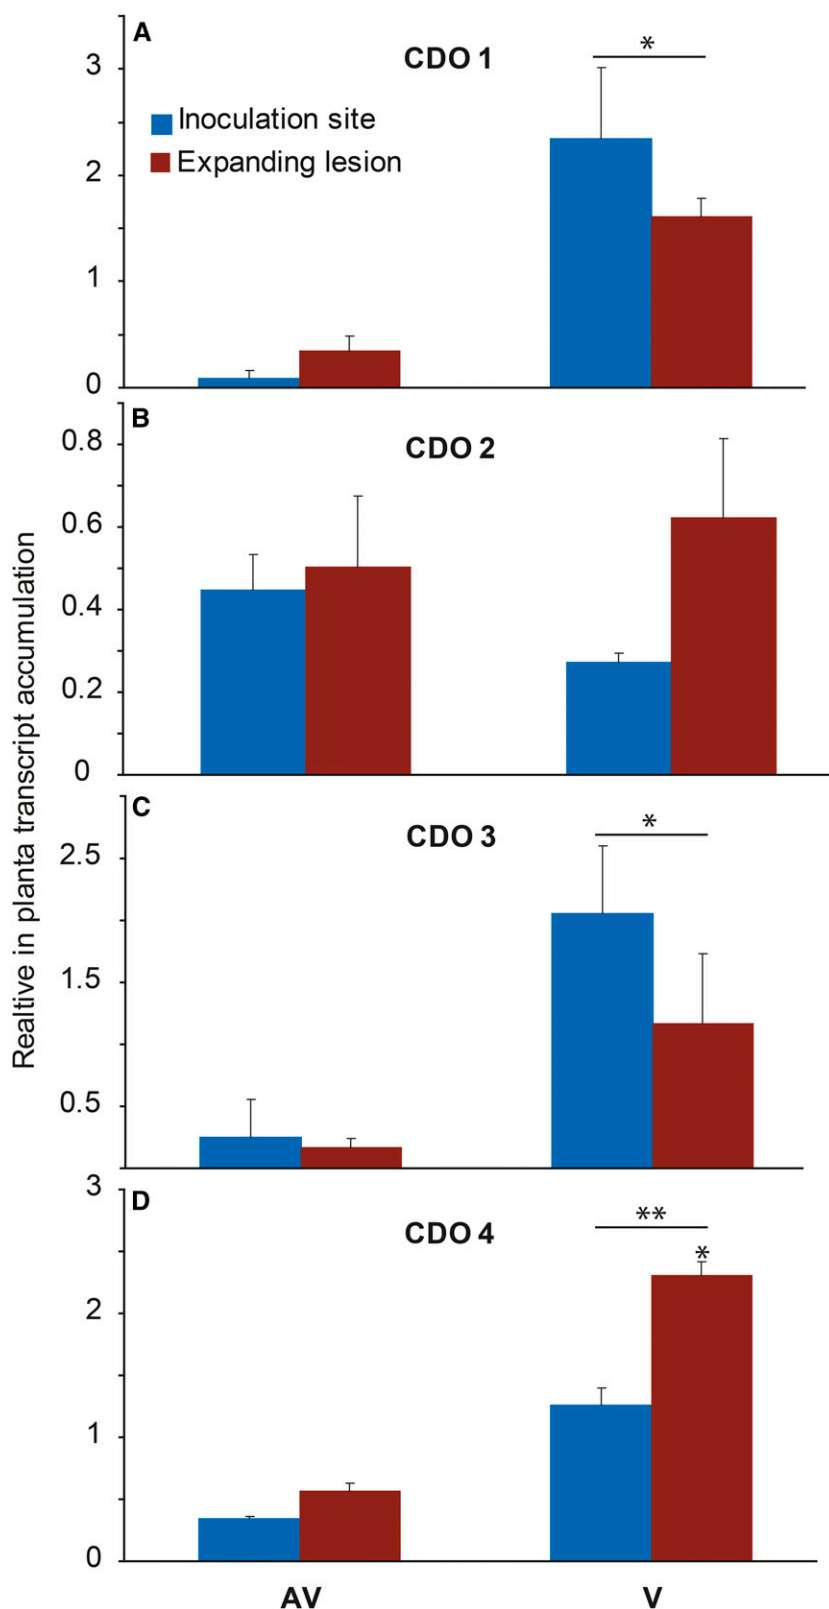 A
CDO 1
*
3
Inoculation site
Expanding lesion
2
1
0
B
CDO 2
0.8
0.6
0.4
0.2
0
Realtive in planta transcript accumulation
C
CDO 3
*
2.5
1.5
0.5
3
D
CDO 4
**
*
2
1
0
AV V